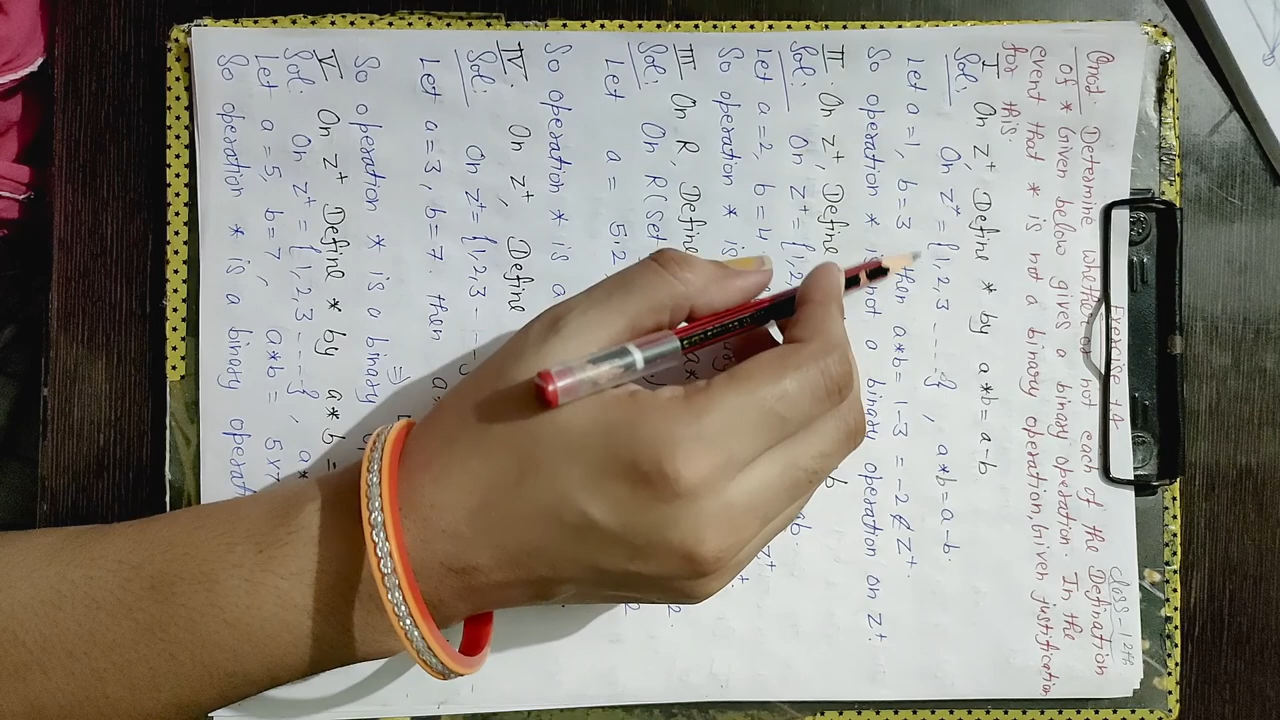 Exercise 1.4
class - 12th
Qno1. Determine whether or not each of the Defination
of * Given below gives a binary operation. In the
event that * is not a binary operation, Given justification
for this.
I On Z⁺, Define * by a*b = a-b
Sol: On Z⁺ = {1,2,3 ....}, a*b = a-b.
Let a=1, b=3 then a*b = 1-3 = -2 ∉ Z⁺.
So operation * is not a binary operation on Z⁺.
II. On Z⁺, Define b
Sol: On Z⁺ = {1,2, ab.
Let a=2, b=4 Z⁺
So operation * is
III On R, Define a*
Sol: On R(Set
Let a = 5.2
So operation * is a
IV. On Z⁺, Define
Sol: On Z⁺ = {1,2,3 ----
Let a=3, b=7. then a
So operation * is a binary
V On Z⁺ Define * by a*b =
Sol: On Z⁺ = {1,2,3 ....}, a*
Let a=5, b=7, a*b = 5×7
So operation * is a binary operat